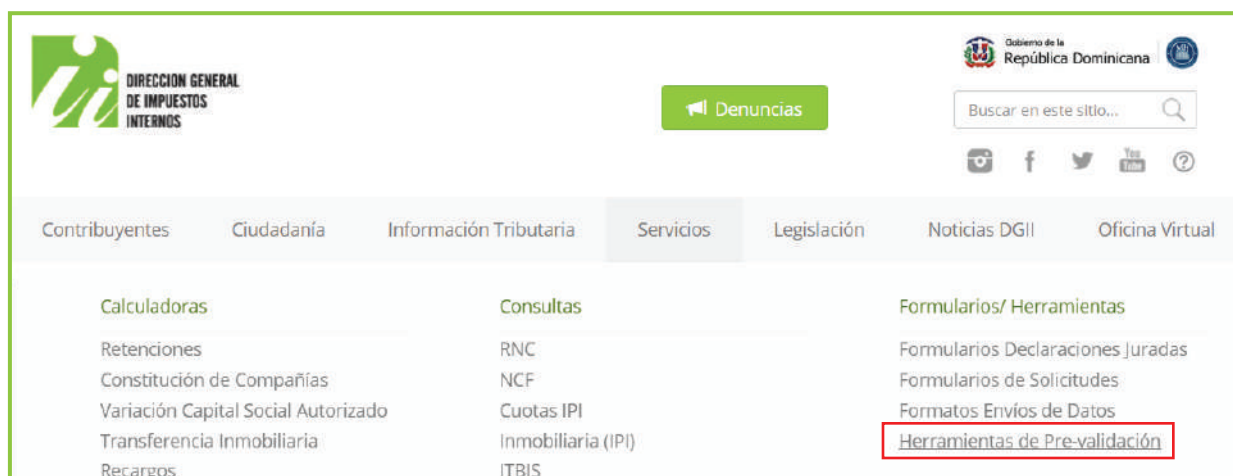 DIRECCION GENERAL
DE IMPUESTOS
INTERNOS
Denuncias
Gobierno de la
República Dominicana
Buscar en este sitio...
You
Tube
Contribuyentes Ciudadanía Información Tributaria Servicios Legislación Noticias DGII Oficina Virtual
Calculadoras Consultas Formularios/ Herramientas
Retenciones RNC Formularios Declaraciones Juradas
Constitución de Compañías NCF Formularios de Solicitudes
Variación Capital Social Autorizado Cuotas IPI Formatos Envíos de Datos
Transferencia Inmobiliaria Inmobiliaria (IPI) Herramientas de Pre-validación
Recargos ITBIS